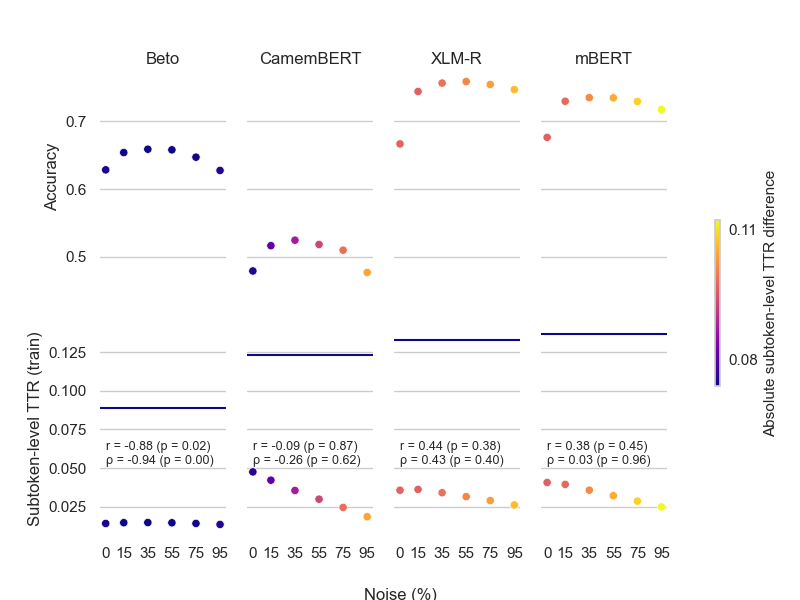 Beto
CamemBERT
XLM-R
mBERT
Accuracy
0.7
0.6
0.5
Subtoken-level TTR (train)
0.125
0.100
0.075
0.050
0.025
r = -0.88 (p = 0.02)
ρ = -0.94 (p = 0.00)
r = -0.09 (p = 0.87)
ρ = -0.26 (p = 0.62)
r = 0.44 (p = 0.38)
ρ = 0.43 (p = 0.40)
r = 0.38 (p = 0.45)
ρ = 0.03 (p = 0.96)
0 15 35 55 75 95
0 15 35 55 75 95
0 15 35 55 75 95
0 15 35 55 75 95
Noise (%)
0.11
0.08
Absolute subtoken-level TTR difference